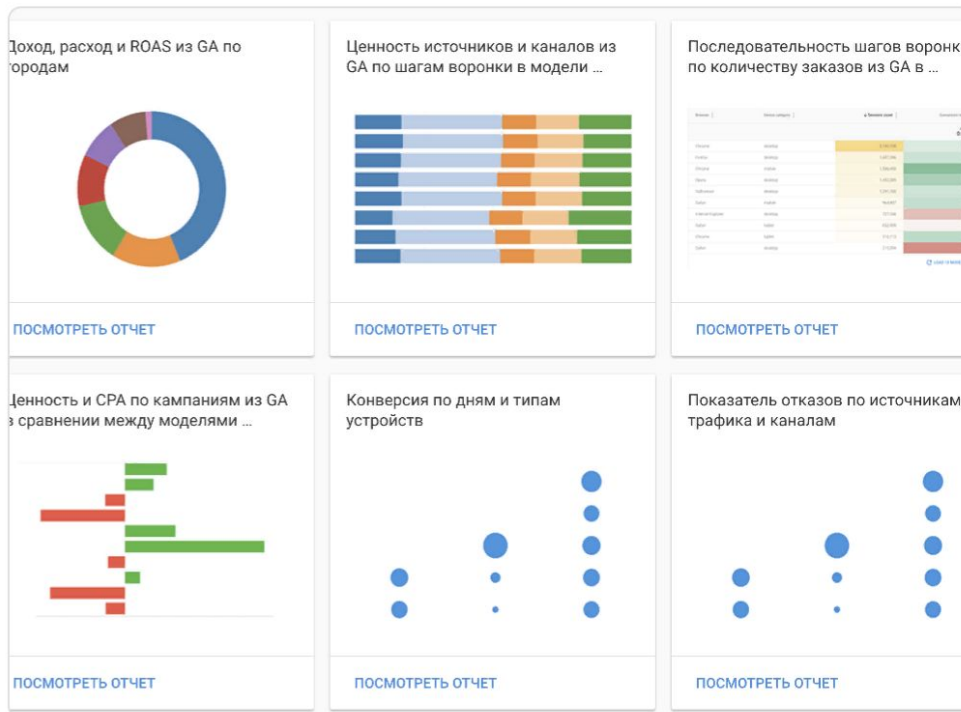 Доход, расход и ROAS из GA по
городам
Ценность источников и каналов из
GA по шагам воронки в модели ...
Последовательность шагов воронк
по количеству заказов из GA в ...
ПОСМОТРЕТЬ ОТЧЕТ
ПОСМОТРЕТЬ ОТЧЕТ
ПОСМОТРЕТЬ ОТЧЕТ
Ценность и CPA по кампаниям из GA
в сравнении между моделями ...
Конверсия по дням и типам
устройств
Показатель отказов по источникам
трафика и каналам
ПОСМОТРЕТЬ ОТЧЕТ
ПОСМОТРЕТЬ ОТЧЕТ
ПОСМОТРЕТЬ ОТЧЕТ